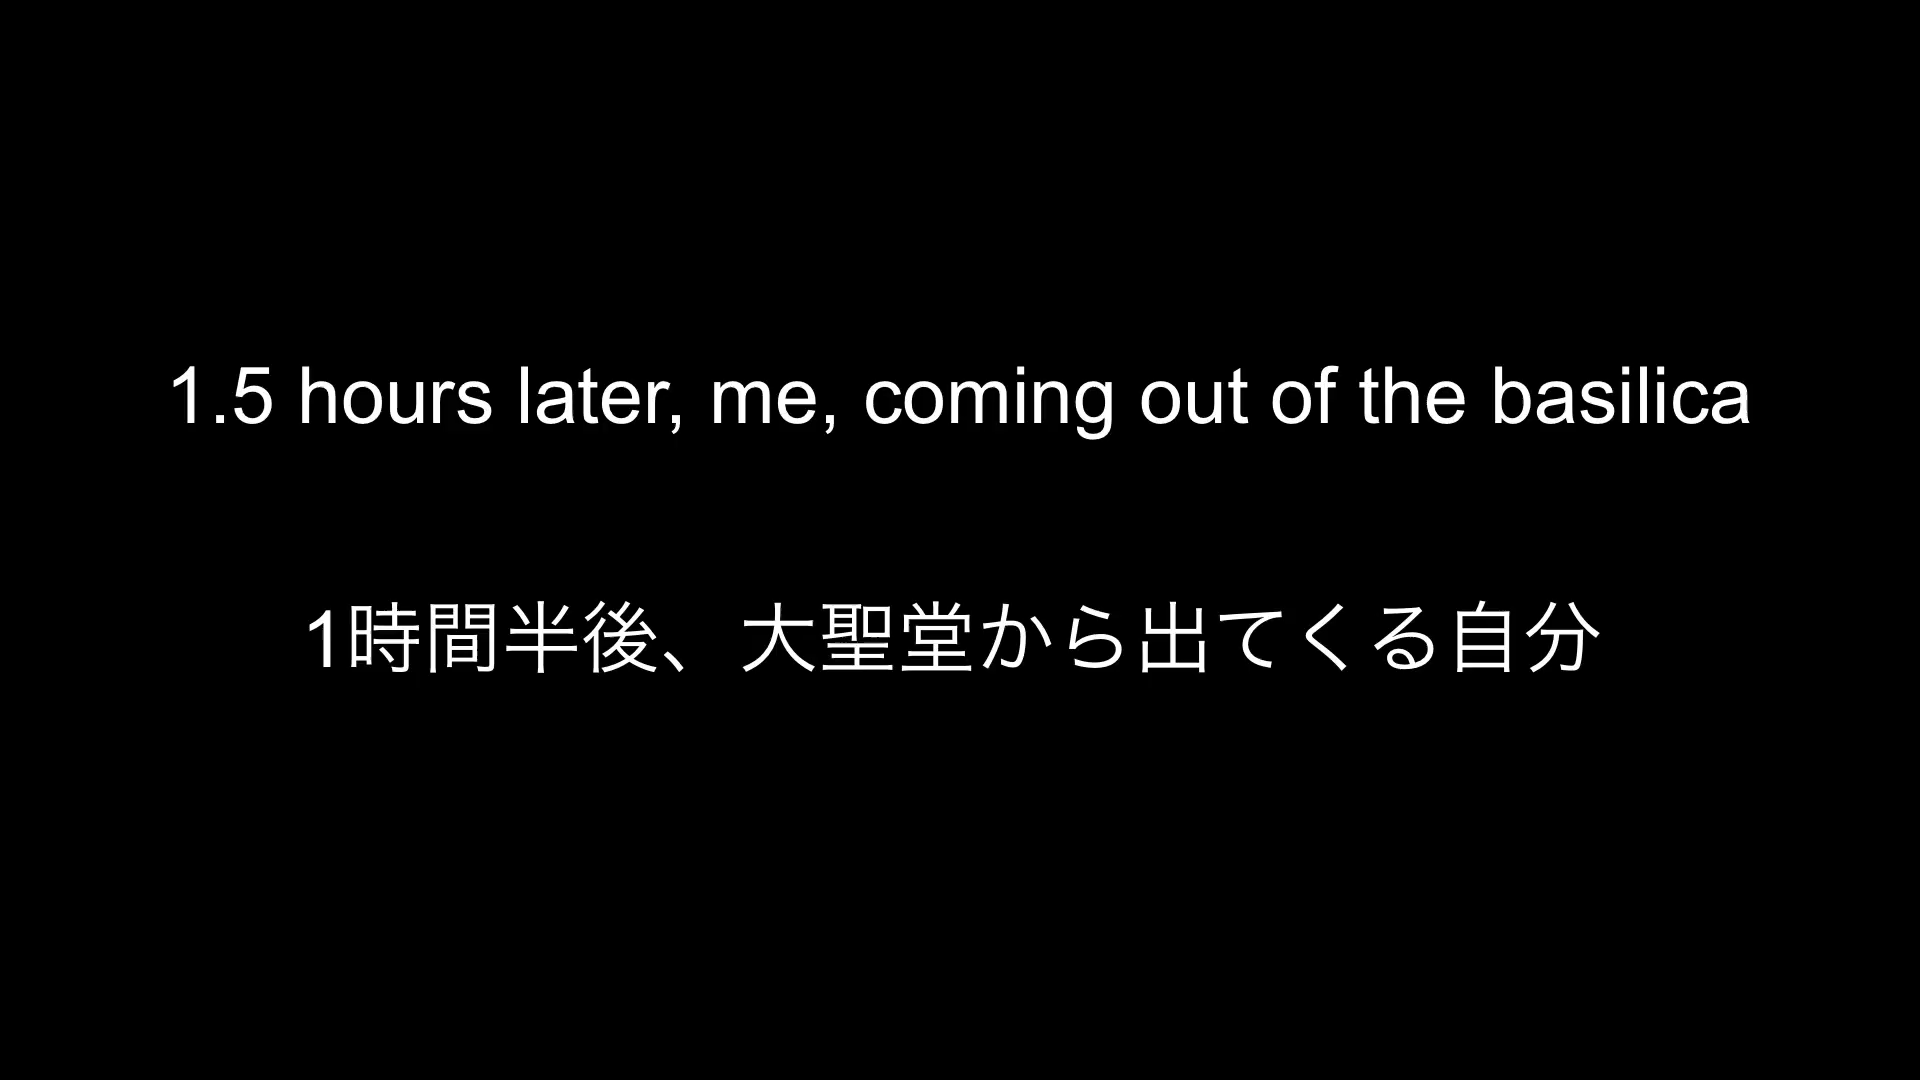 1.5 hours later, me, coming out of the basilica
1時間半後、大聖堂から出てくる自分